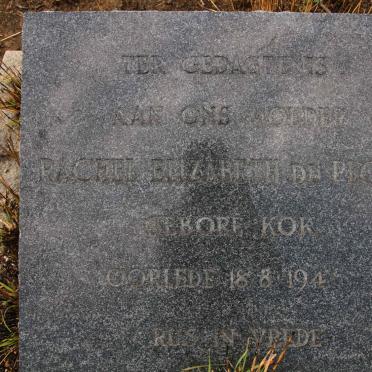 TER GEDAGTENIS
AAN ONS MOEDER
RACHEL ELIZABETH DU
GEBORE KOK
OORLEDE 18.8.194
RUS IN VREDE